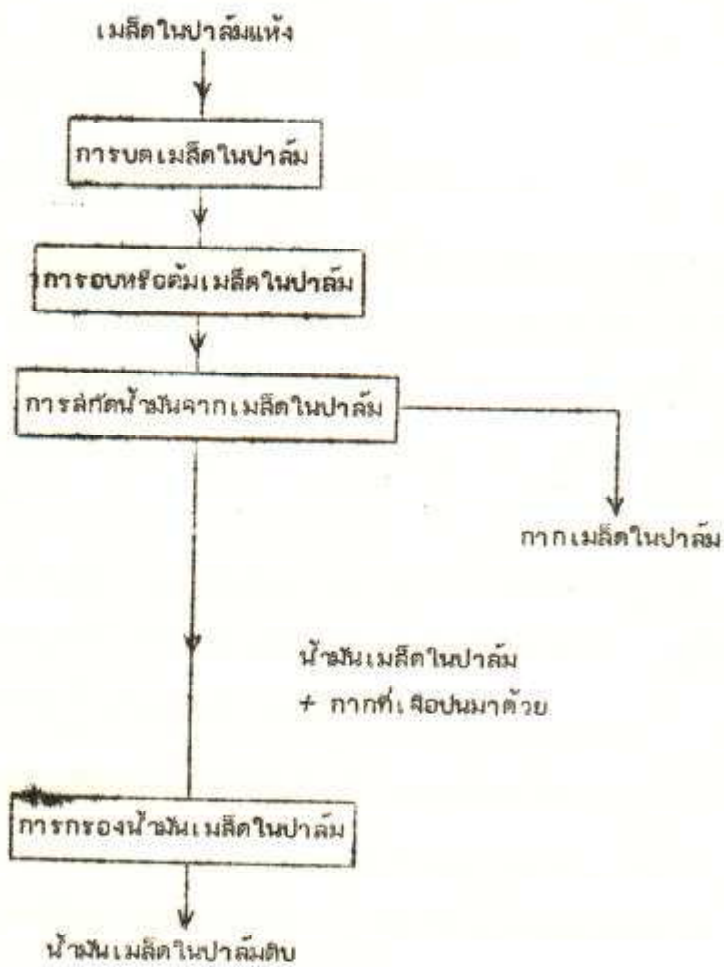 เมล็ดในปาล์มแห้ง
การบดเมล็ดในปาล์ม
การอบหรือต้มเมล็ดในปาล์ม
การสกัดน้ำมันจากเมล็ดในปาล์ม
กากเมล็ดในปาล์ม
น้ำมันเมล็ดในปาล์ม
+ กากที่เจือปนมาด้วย
การกรองน้ำมันเมล็ดในปาล์ม
น้ำมันเมล็ดในปาล์มดิบ